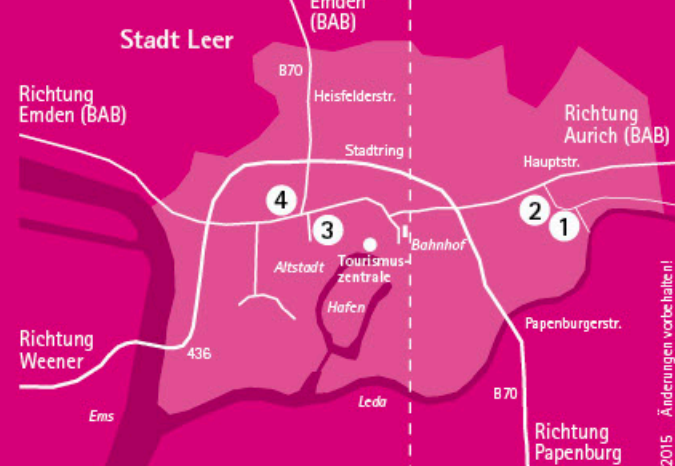 Emden
(BAB)
Stadt Leer
B70
Richtung
Emden (BAB)
Heisfelderstr.
Richtung
Aurich (BAB)
Stadtring
Hauptstr.
4
3
2
1
Bahnhof
Altstadt
Tourismus-
zentrale
Hafen
Richtung
Weener
436
Papenburgerstr.
Ems
Leda
B70
Richtung
Papenburg
2015 Änderungen vorbehalten!